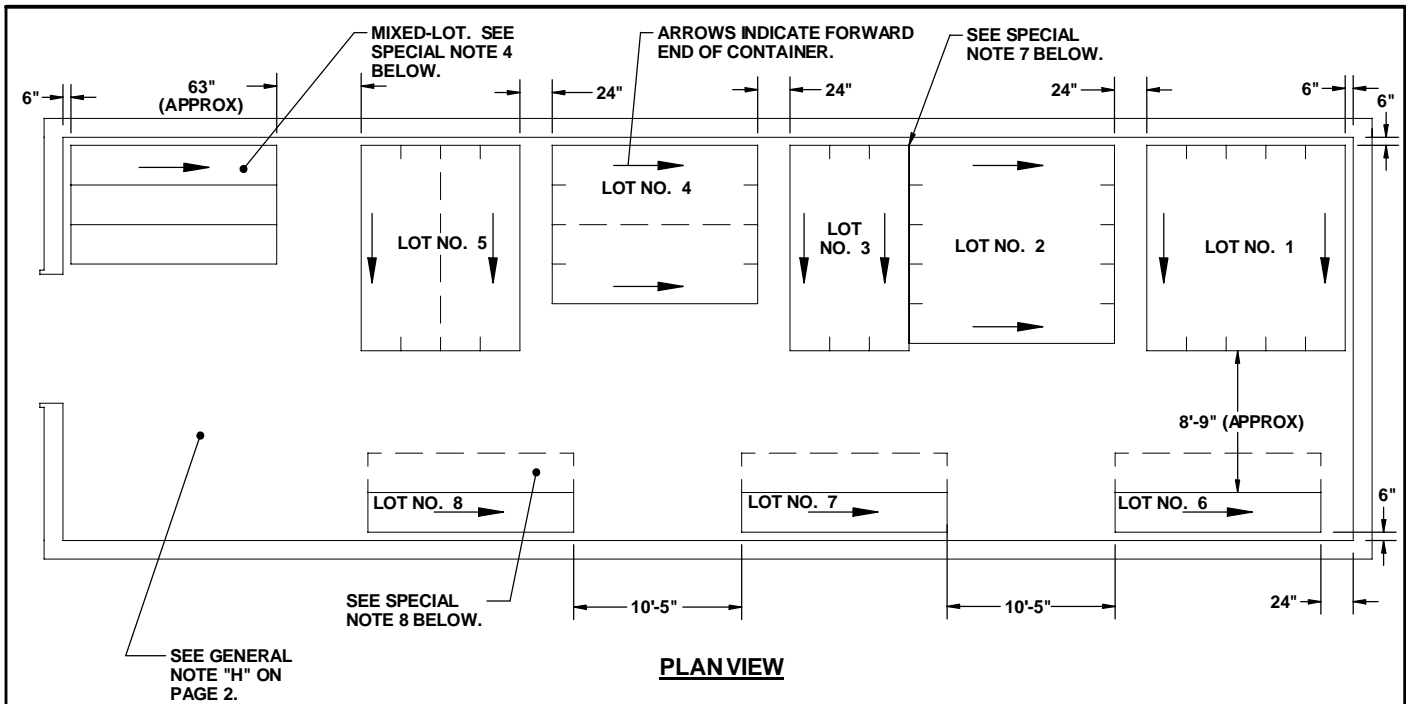 MIXED-LOT. SEE
SPECIAL NOTE 4
BELOW.
ARROWS INDICATE FORWARD
END OF CONTAINER.
SEE SPECIAL
NOTE 7 BELOW.
6"
63"
(APPROX)
24"
24"
24"
6"
6"
LOT NO. 5
LOT NO. 4
LOT
NO. 3
LOT NO. 2
LOT NO. 1
8'-9" (APPROX)
LOT NO. 8
LOT NO. 7
LOT NO. 6
6"
SEE SPECIAL
NOTE 8 BELOW.
10'-5"
10'-5"
24"
SEE GENERAL
NOTE "H" ON
PAGE 2.
PLAN VIEW